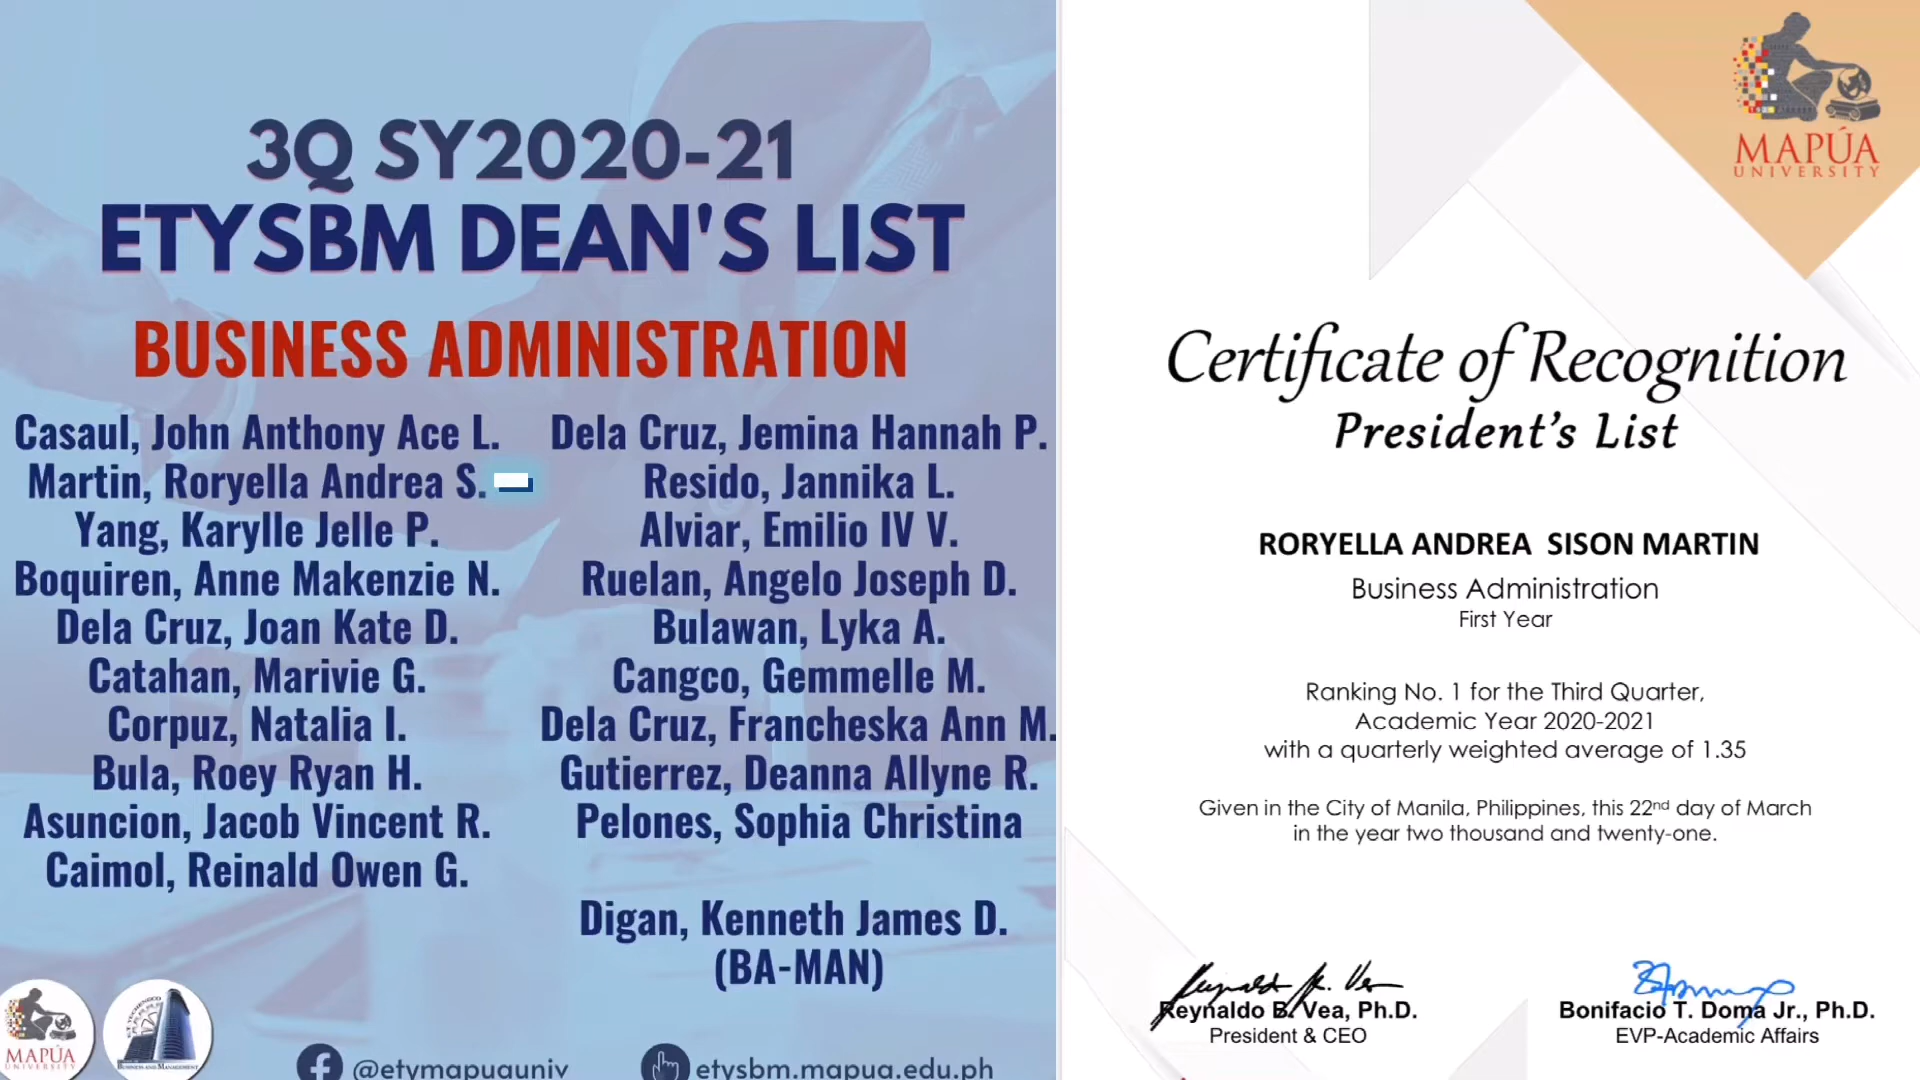 3Q SY2020-21
ETYSBM DEAN'S LIST
BUSINESS ADMINISTRATION
Casaul, John Anthony Ace L.
Martin, Roryella Andrea S.
Yang, Karylle Jelle P.
Boquiren, Anne Makenzie N.
Dela Cruz, Joan Kate D.
Catahan, Marivie G.
Corpuz, Natalia I.
Bula, Roey Ryan H.
Asuncion, Jacob Vincent R.
Caimol, Reinald Owen G.
Dela Cruz, Jemina Hannah P.
Resido, Jannika L.
Alviar, Emilio IV V.
Ruelan, Angelo Joseph D.
Bulawan, Lyka A.
Cangco, Gemmelle M.
Dela Cruz, Francheska Ann M.
Gutierrez, Deanna Allyne R.
Pelones, Sophia Christina
Digan, Kenneth James D.
(BA-MAN)
MAPÚA
UNIVERSITY
BUSINESS AND MANAGEMENT
@etymapuauniv
etysbm.mapua.edu.ph
MAPÚA
UNIVERSITY
Certificate of Recognition
President's List
RORYELLA ANDREA SISON MARTIN
Business Administration
First Year
Ranking No. 1 for the Third Quarter,
Academic Year 2020-2021
with a quarterly weighted average of 1.35
Given in the City of Manila, Philippines, this 22nd day of March
in the year two thousand and twenty-one.
Reynaldo B. Vea, Ph.D.
President & CEO
Bonifacio T. Doma Jr., Ph.D.
EVP-Academic Affairs